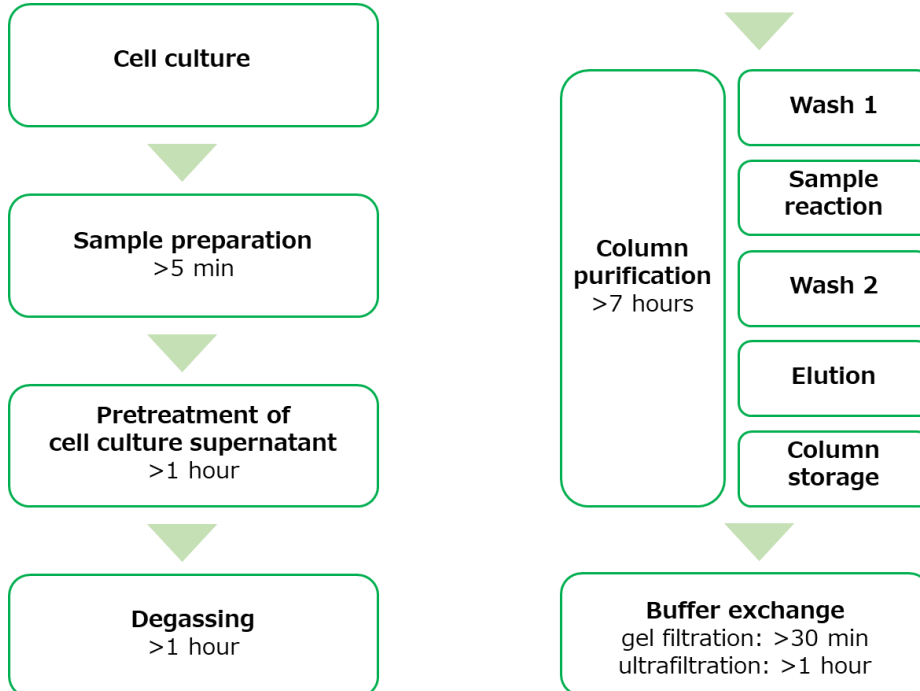 Cell culture
Sample preparation
>5 min
Pretreatment of
cell culture supernatant
>1 hour
Degassing
>1 hour
Column
purification
>7 hours
Wash 1
Sample
reaction
Wash 2
Elution
Column
storage
Buffer exchange
gel filtration: >30 min
ultrafiltration: >1 hour